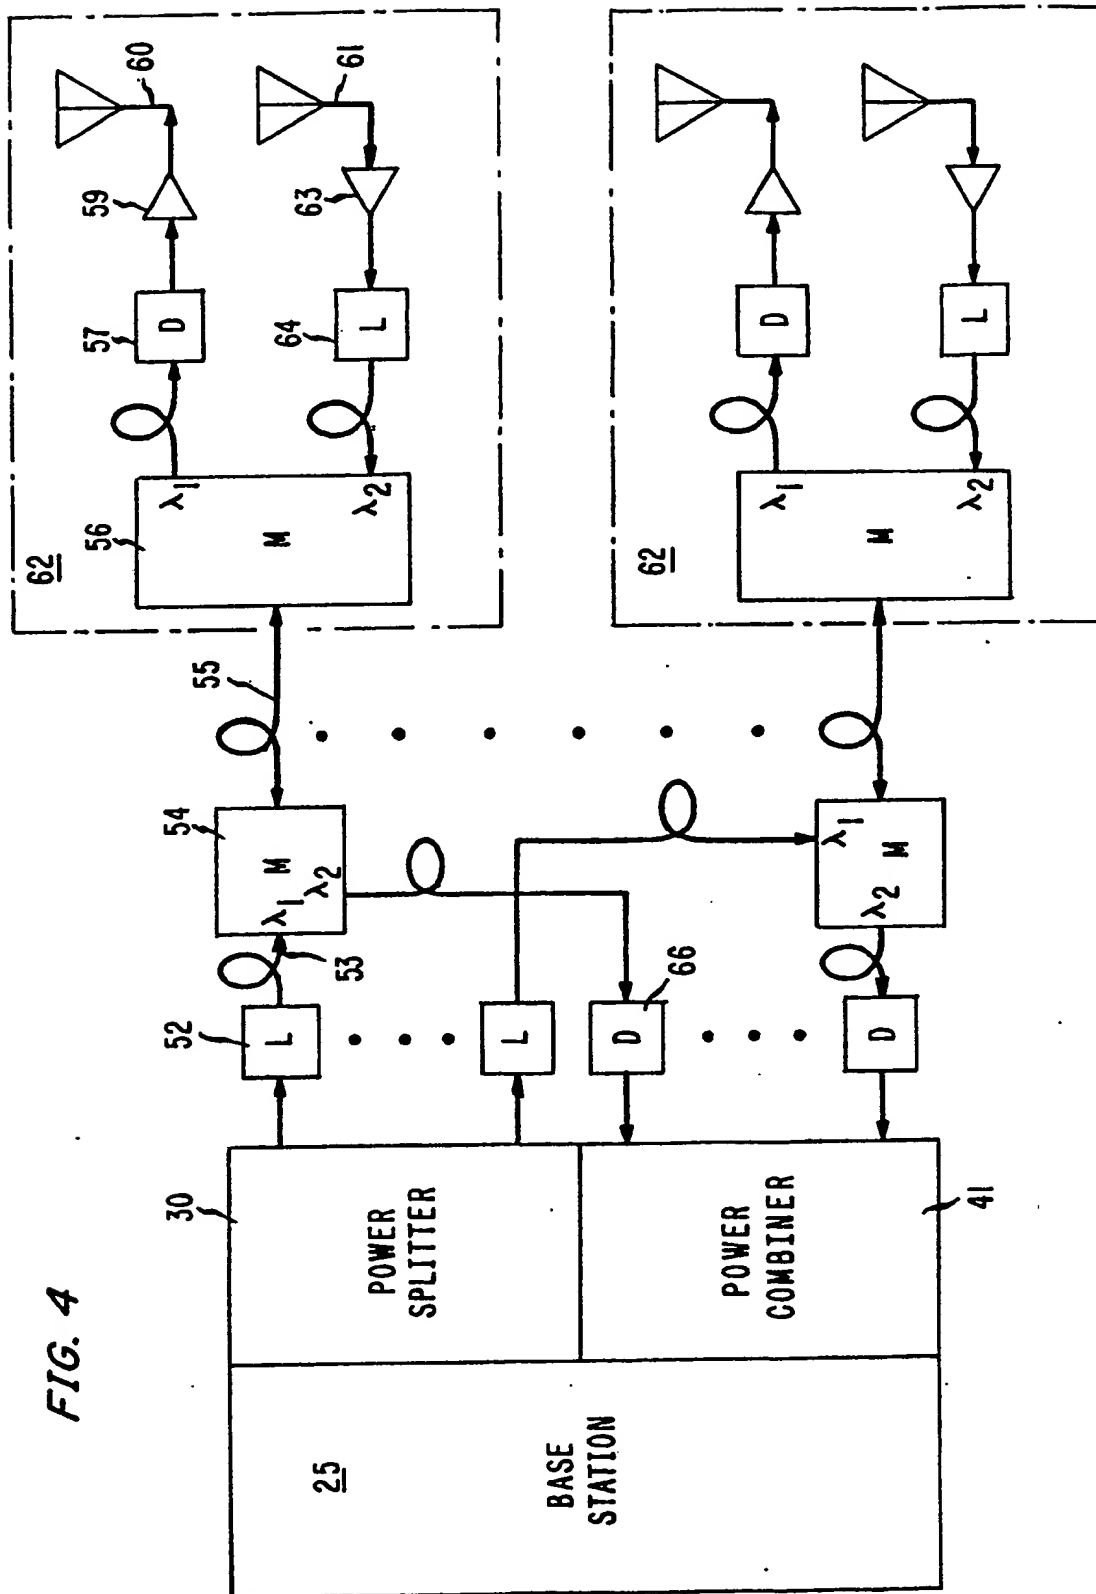 FIG. 4
BASE
STATION
25
POWER
SPLITTER
30
POWER
COMBINER
41
L
52
L
D
66
D
53
λ1
M
λ2
54
λ1
M
λ2
55
62
M
56
λ1
λ2
D
57
L
64
59
63
60
61
62
M
λ1
λ2
D
L